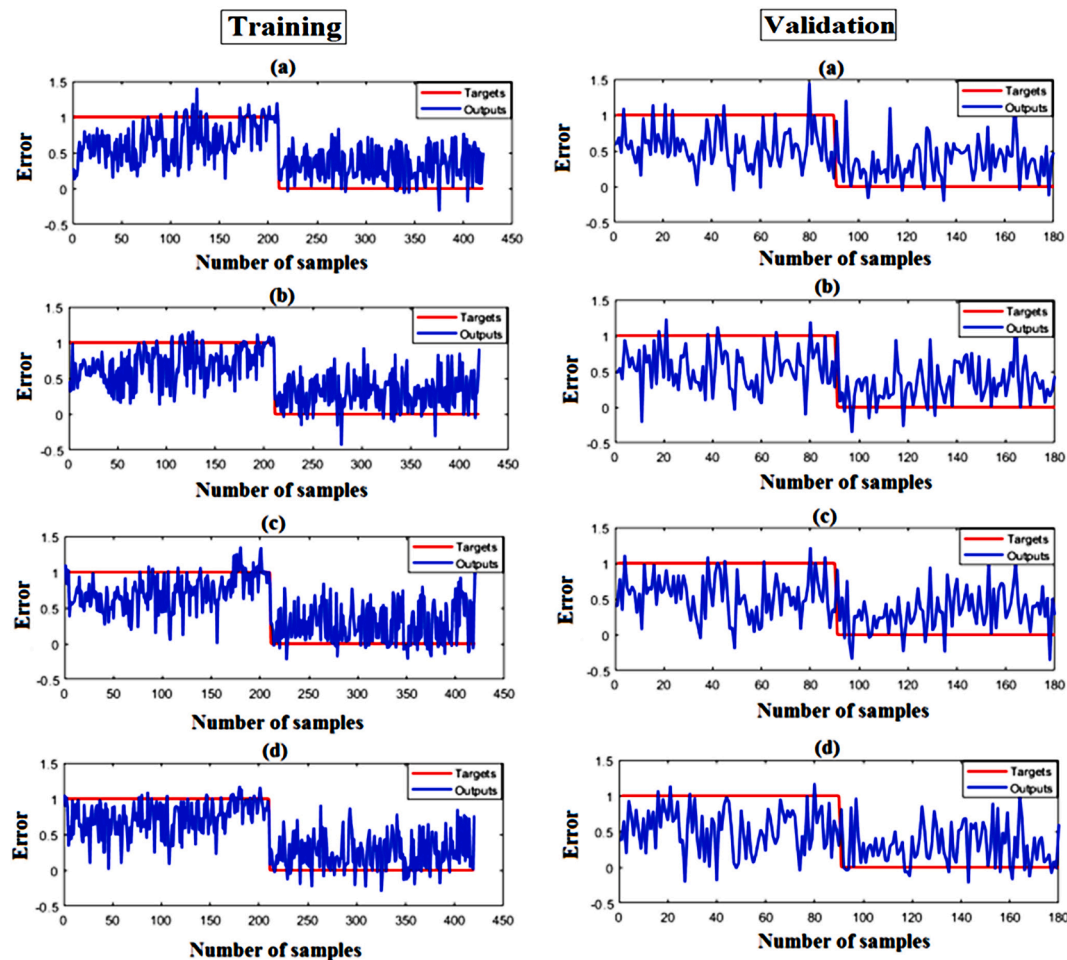 Training
Validation
(a)
1.5
1
0.5
0
-0.5
Error
Targets
Outputs
0 50 100 150 200 250 300 350 400 450
Number of samples
(a)
1.5
1
0.5
0
-0.5
Error
Targets
Outputs
0 20 40 60 80 100 120 140 160 180
Number of samples
(b)
1.5
1
0.5
0
-0.5
Error
Targets
Outputs
0 50 100 150 200 250 300 350 400 450
Number of samples
(b)
1.5
1
0.5
0
-0.5
Error
Targets
Outputs
0 20 40 60 80 100 120 140 160 180
Number of samples
(c)
1.5
1
0.5
0
-0.5
Error
Targets
Outputs
0 50 100 150 200 250 300 350 400 450
Number of samples
(c)
1.5
1
0.5
0
-0.5
Error
Targets
Outputs
0 20 40 60 80 100 120 140 160 180
Number of samples
(d)
1.5
1
0.5
0
-0.5
Error
Targets
Outputs
0 50 100 150 200 250 300 350 400 450
Number of samples
(d)
1.5
1
0.5
0
-0.5
Error
Targets
Outputs
0 20 40 60 80 100 120 140 160 180
Number of samples